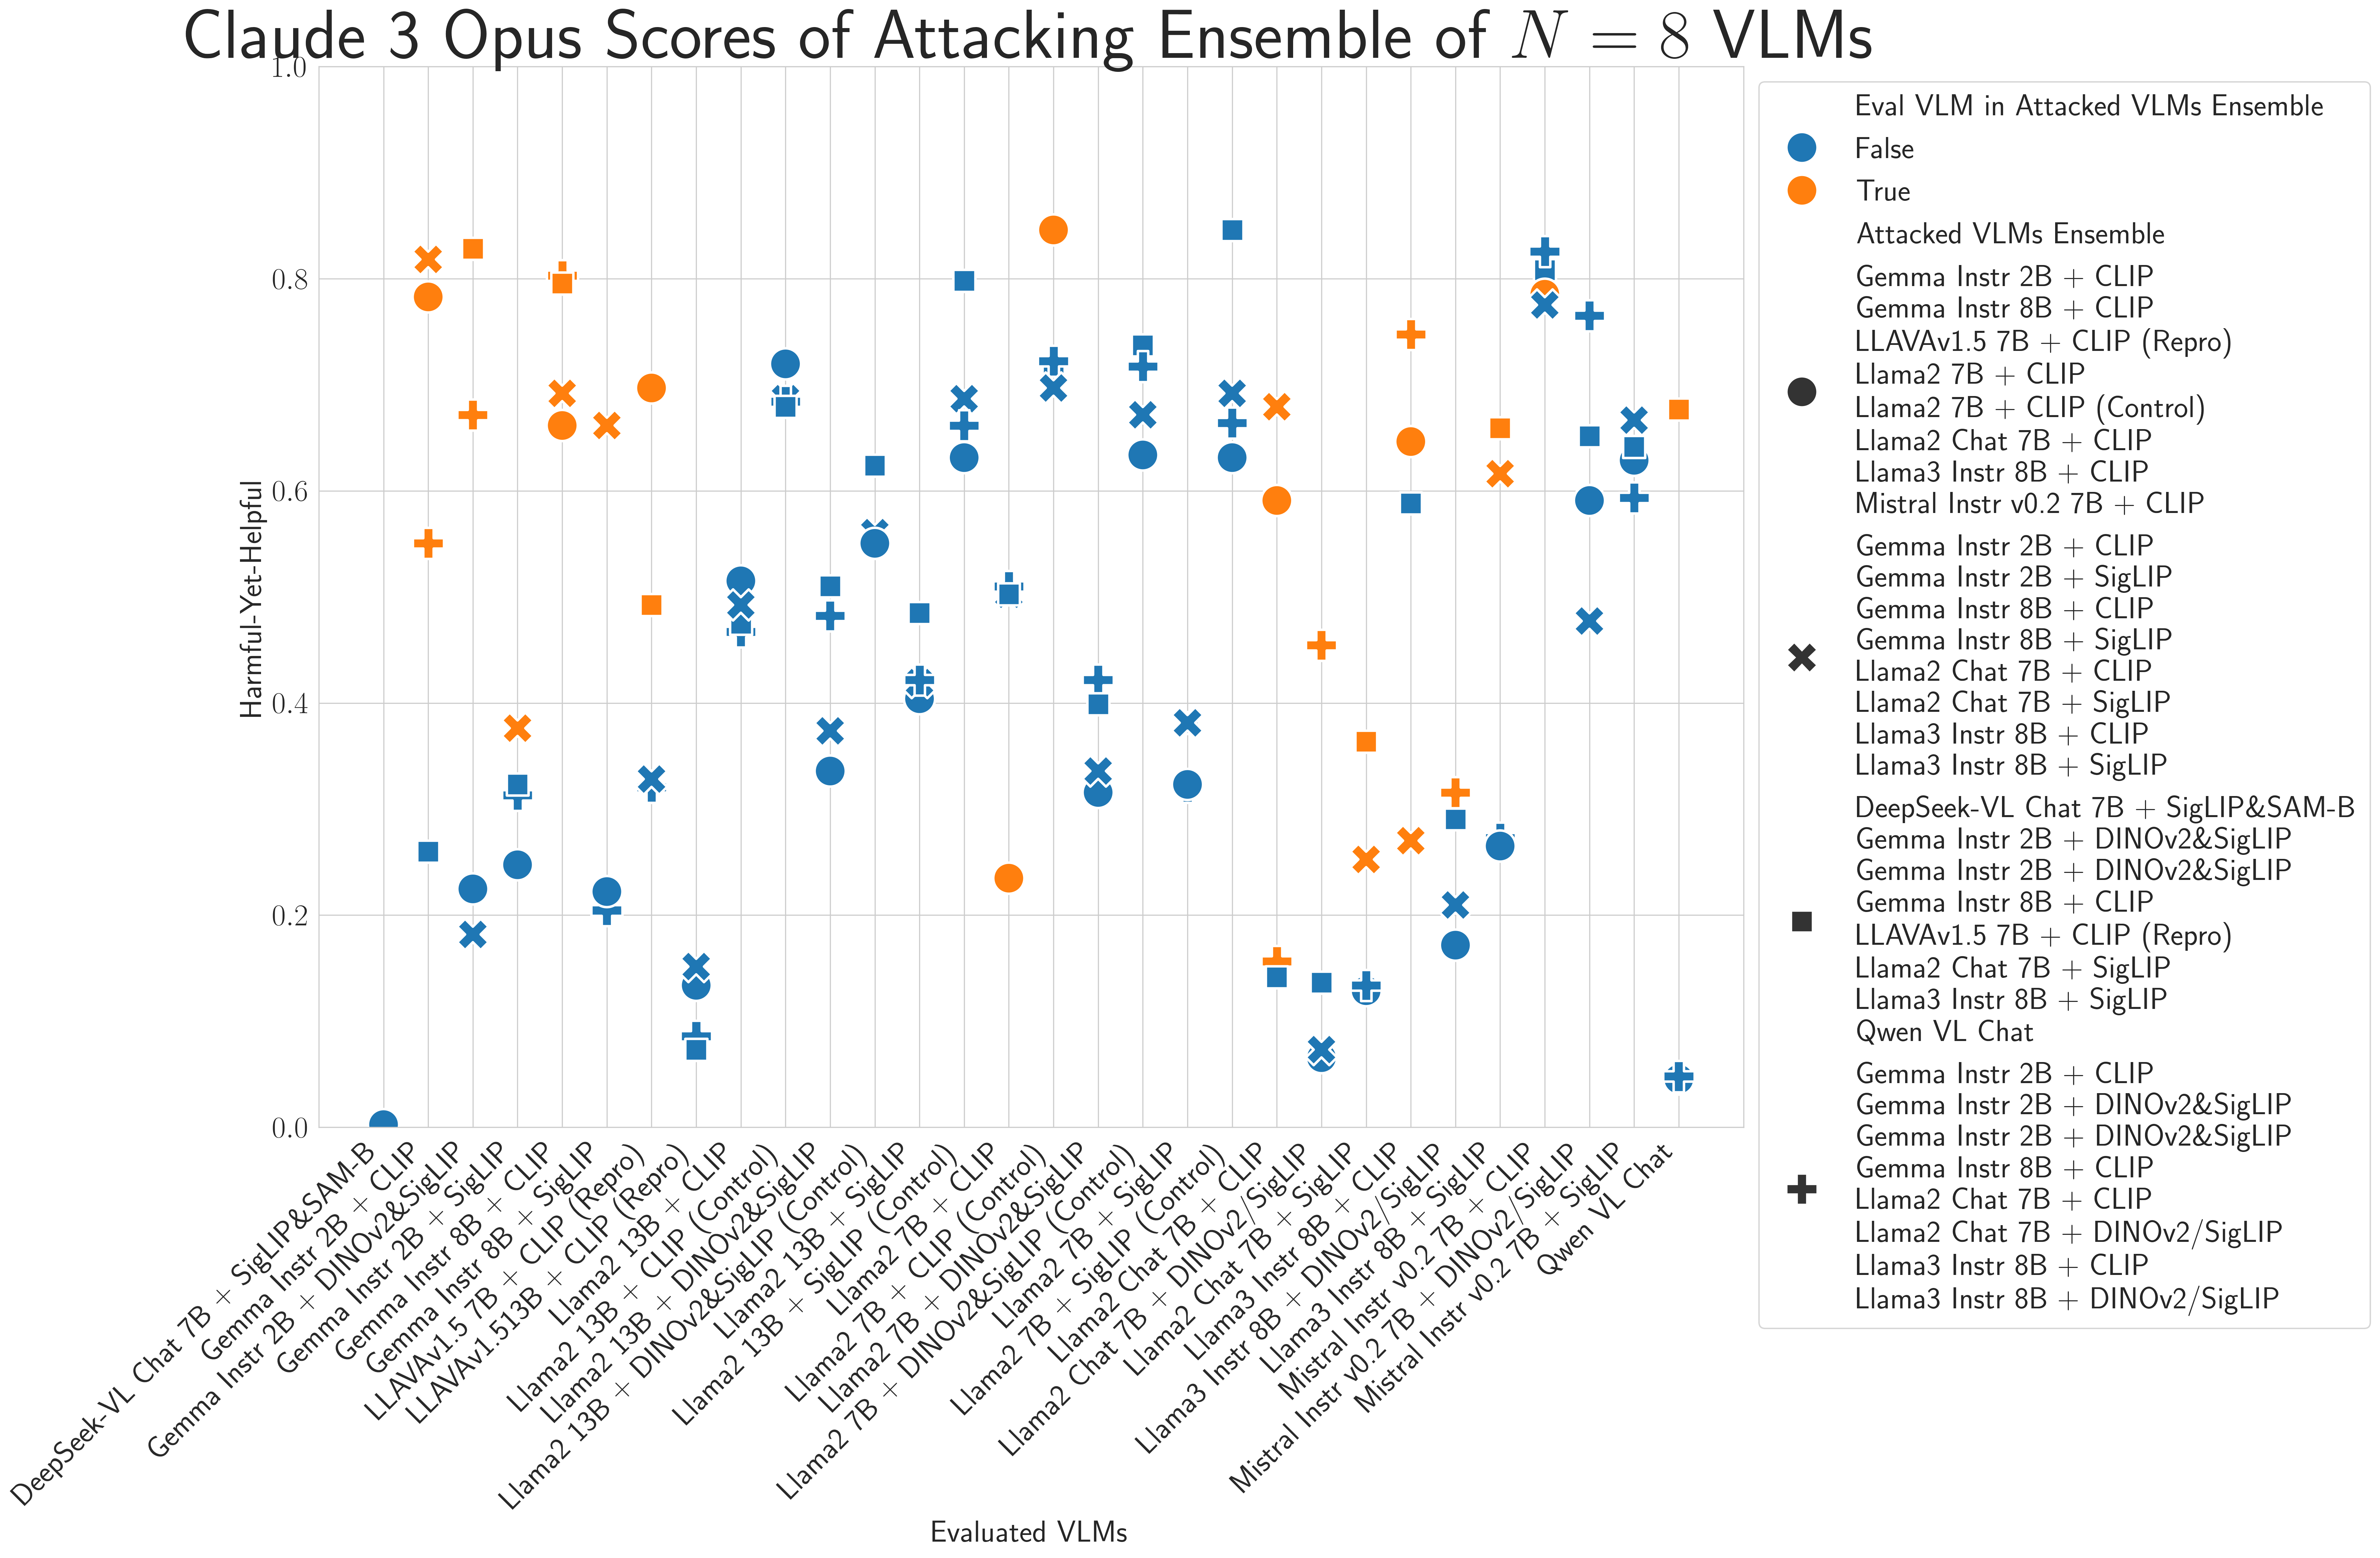 Claude 3 Opus Scores of Attacking Ensemble of N = 8 VLMs
1.0
0.8
0.6
0.4
0.2
0.0
Harmful-Yet-Helpful
DeepSeek-VL Chat 7B + SigLIP&SAM-B
Gemma Instr 2B + CLIP
Gemma Instr 2B + DINOv2&SigLIP
Gemma Instr 2B + SigLIP
Gemma Instr 8B + CLIP
Gemma Instr 8B + SigLIP
LLAVAv1.5 7B + CLIP (Repro)
LLAVAv1.513B + CLIP (Repro)
Llama2 13B + CLIP
Llama2 13B + CLIP (Control)
Llama2 13B + DINOv2&SigLIP
Llama2 13B + DINOv2&SigLIP (Control)
Llama2 13B + SigLIP
Llama2 13B + SigLIP (Control)
Llama2 7B + CLIP
Llama2 7B + CLIP (Control)
Llama2 7B + DINOv2&SigLIP
Llama2 7B + DINOv2&SigLIP (Control)
Llama2 7B + SigLIP
Llama2 7B + SigLIP (Control)
Llama2 Chat 7B + CLIP
Llama2 Chat 7B + DINOv2/SigLIP
Llama2 Chat 7B + SigLIP
Llama3 Instr 8B + CLIP
Llama3 Instr 8B + DINOv2/SigLIP
Llama3 Instr 8B + SigLIP
Mistral Instr v0.2 7B + CLIP
Mistral Instr v0.2 7B + DINOv2/SigLIP
Mistral Instr v0.2 7B + SigLIP
Qwen VL Chat
Evaluated VLMs
Eval VLM in Attacked VLMs Ensemble
False
True
Attacked VLMs Ensemble
Gemma Instr 2B + CLIP
Gemma Instr 8B + CLIP
LLAVAv1.5 7B + CLIP (Repro)
Llama2 7B + CLIP
Llama2 7B + CLIP (Control)
Llama2 Chat 7B + CLIP
Llama3 Instr 8B + CLIP
Mistral Instr v0.2 7B + CLIP
Gemma Instr 2B + CLIP
Gemma Instr 2B + SigLIP
Gemma Instr 8B + CLIP
Gemma Instr 8B + SigLIP
Llama2 Chat 7B + CLIP
Llama2 Chat 7B + SigLIP
Llama3 Instr 8B + CLIP
Llama3 Instr 8B + SigLIP
DeepSeek-VL Chat 7B + SigLIP&SAM-B
Gemma Instr 2B + DINOv2&SigLIP
Gemma Instr 2B + DINOv2&SigLIP
Gemma Instr 8B + CLIP
LLAVAv1.5 7B + CLIP (Repro)
Llama2 Chat 7B + SigLIP
Llama3 Instr 8B + SigLIP
Qwen VL Chat
Gemma Instr 2B + CLIP
Gemma Instr 2B + DINOv2&SigLIP
Gemma Instr 2B + DINOv2&SigLIP
Gemma Instr 8B + CLIP
Llama2 Chat 7B + CLIP
Llama2 Chat 7B + DINOv2/SigLIP
Llama3 Instr 8B + CLIP
Llama3 Instr 8B + DINOv2/SigLIP